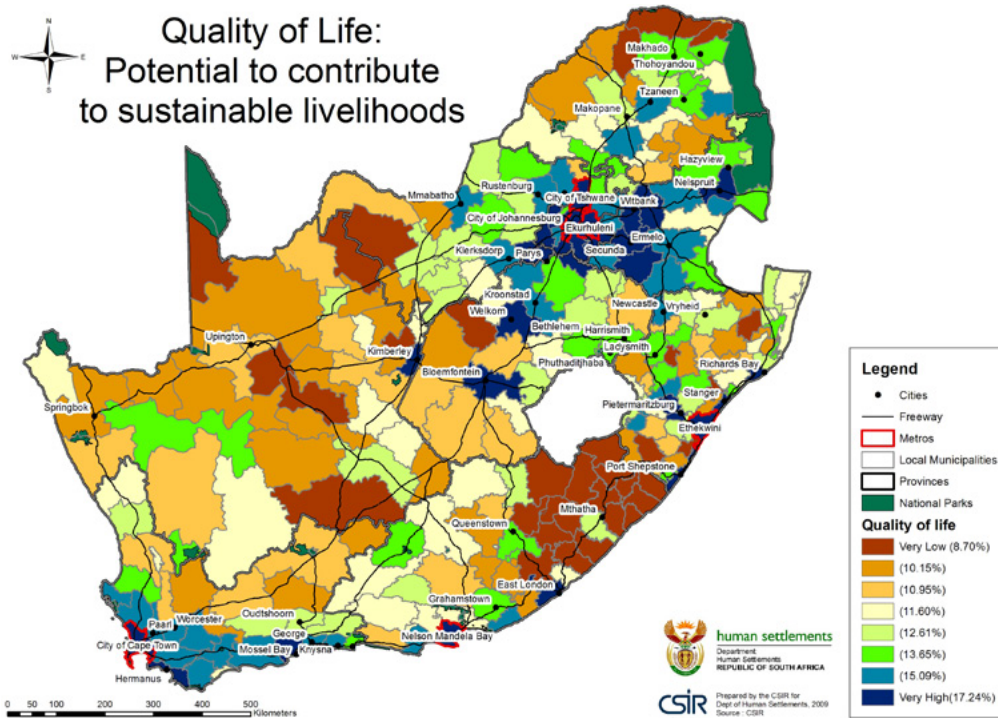 Quality of Life:
Potential to contribute
to sustainable livelihoods
N
W
E
S
Makhado
Thohoyandou
Tzaneen
Makopane
Hazyview
Nelspruit
Rustenburg
City of Tshwane
Witbank
Mmabatho
City of Johannesburg
Ekurhuleni
Ermelo
Klerksdorp
Parys
Secunda
Kroonstad
Newcastle
Vryheid
Welkom
Bethlehem
Harrismith
Upington
Ladysmith
Kimberley
Bloemfontein
Phuthaditjhaba
Richards Bay
Springbok
Stanger
Pietermaritzburg
Ethekwini
Port Shepstone
Mthatha
Queenstown
East London
Grahamstown
Oudtshoorn
Worcester
Paarl
George
Nelson Mandela Bay
City of Cape Town
Mossel Bay
Knysna
Hermanus
Legend
Cities
Freeway
Metros
Local Municipalities
Provinces
National Parks
Quality of life
Very Low (8.70%)
(10.15%)
(10.95%)
(11.60%)
(12.61%)
(13.65%)
(15.09%)
Very High(17.24%)
human settlements
Department:
Human Settlements
REPUBLIC OF SOUTH AFRICA
CSIR
Prepared by the CSIR for
Dept of Human Settlements, 2009
Source : CSIR
0 50 100 200 300 400 500
Kilometers